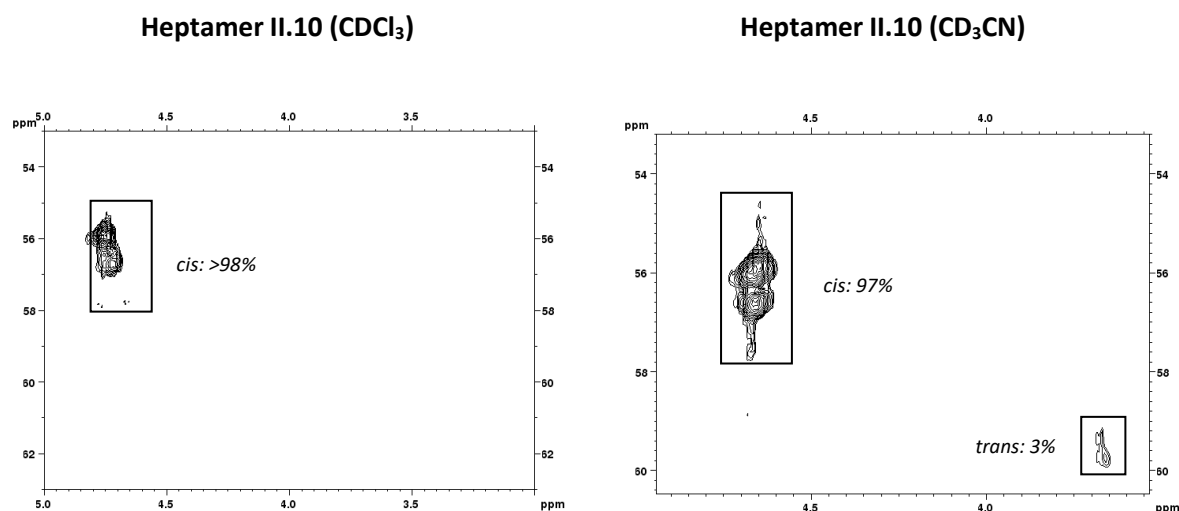 Heptamer II.10 (CDCl₃)
Heptamer II.10 (CD₃CN)
5.0 4.5 4.0 3.5
ppm
54
54
56
56
cis: >98%
58
58
60
60
62
62
5.0 4.5 4.0 3.5 ppm
4.5 4.0
ppm
54
54
56
56
cis: 97%
58
58
trans: 3%
60
60
4.5 4.0 ppm